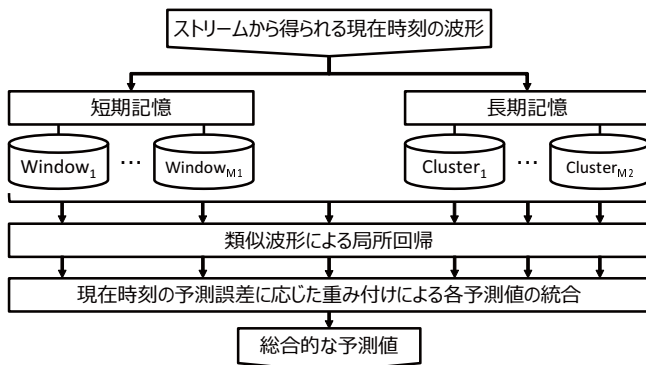 ストリームから得られる現在時刻の波形
短期記憶
長期記憶
Window1 … WindowM1
Cluster1 … ClusterM2
類似波形による局所回帰
現在時刻の予測誤差に応じた重み付けによる各予測値の統合
総合的な予測値